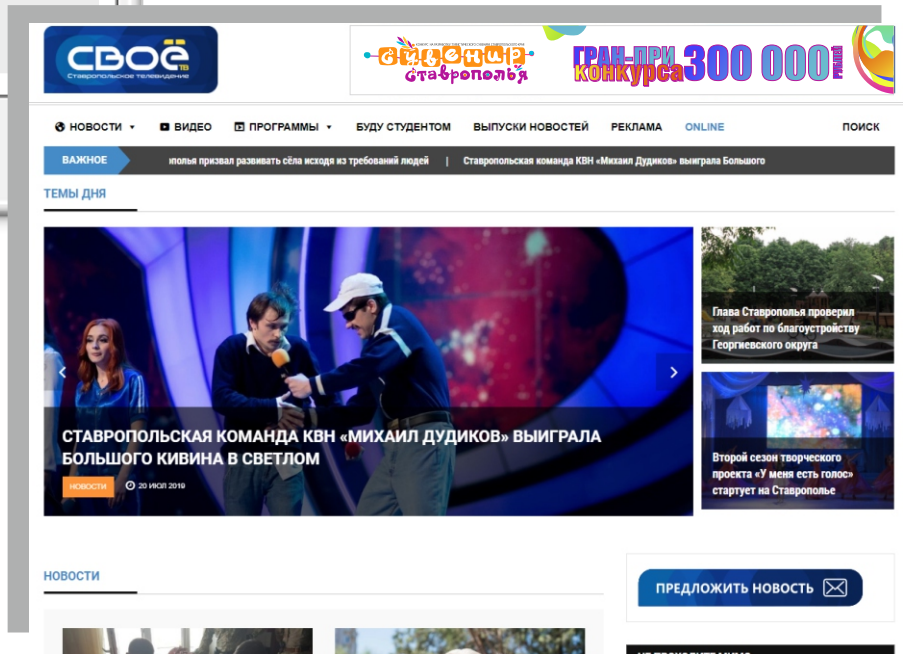 СВОЁ ТВ
Ставропольское телевидение
Сувенир
Ставрополья
ГРАН-ПРИ
конкурса 300 000 рублей
НОВОСТИ
ВИДЕО
ПРОГРАММЫ
БУДУ СТУДЕНТОМ
ВЫПУСКИ НОВОСТЕЙ
РЕКЛАМА
ONLINE
ПОИСК
ВАЖНОЕ
ополья призвал развивать сёла исходя из требований людей | Ставропольская команда КВН «Михаил Дудиков» выиграла Большого
ТЕМЫ ДНЯ
СТАВРОПОЛЬСКАЯ КОМАНДА КВН «МИХАИЛ ДУДИКОВ» ВЫИГРАЛА
БОЛЬШОГО КИВИНА В СВЕТЛОМ
НОВОСТИ
20 ИЮЛ 2019
Глава Ставрополья проверил
ход работ по благоустройству
Георгиевского округа
Второй сезон творческого
проекта «У меня есть голос»
стартует на Ставрополье
НОВОСТИ
ПРЕДЛОЖИТЬ НОВОСТЬ